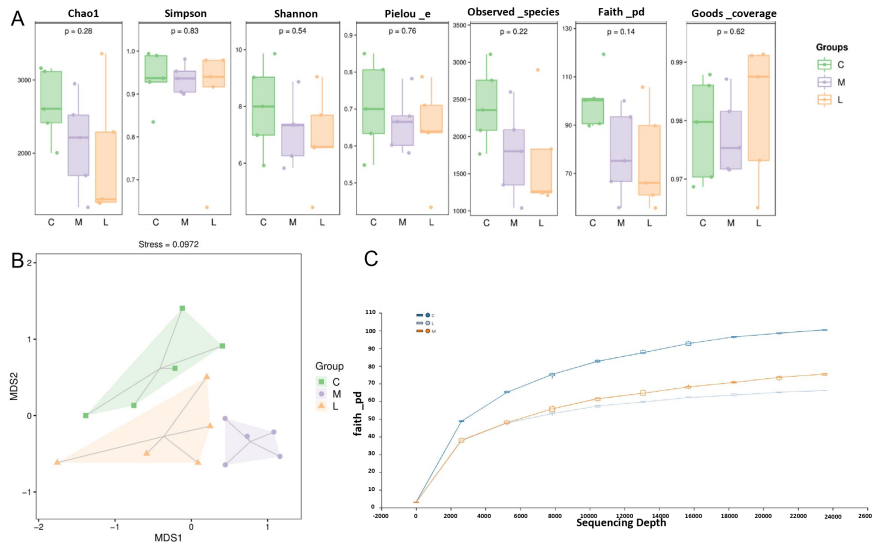 A
Chao1
Simpson
Shannon
Pielou _e
Observed _species
Faith _pd
Goods _coverage
p = 0.28
p = 0.83
p = 0.54
p = 0.76
p = 0.22
p = 0.14
p = 0.62
3000
2000
1.0
0.9
0.8
0.7
10
8
6
0.9
0.8
0.7
0.6
0.5
3500
3000
2500
2000
1500
1000
130
110
90
70
0.99
0.98
0.97
C M L
C M L
C M L
C M L
C M L
C M L
C M L
Groups
C
M
L
B
Stress = 0.0972
2
1
0
−1
MDS2
−2 −1 0 1
MDS1
Group
C
M
L
C
110
100
90
80
70
60
50
40
30
20
10
0
faith _pd
C
L
M
-2000 0 2000 4000 6000 8000 10000 12000 14000 16000 18000 20000 22000 24000 26000
Sequencing Depth